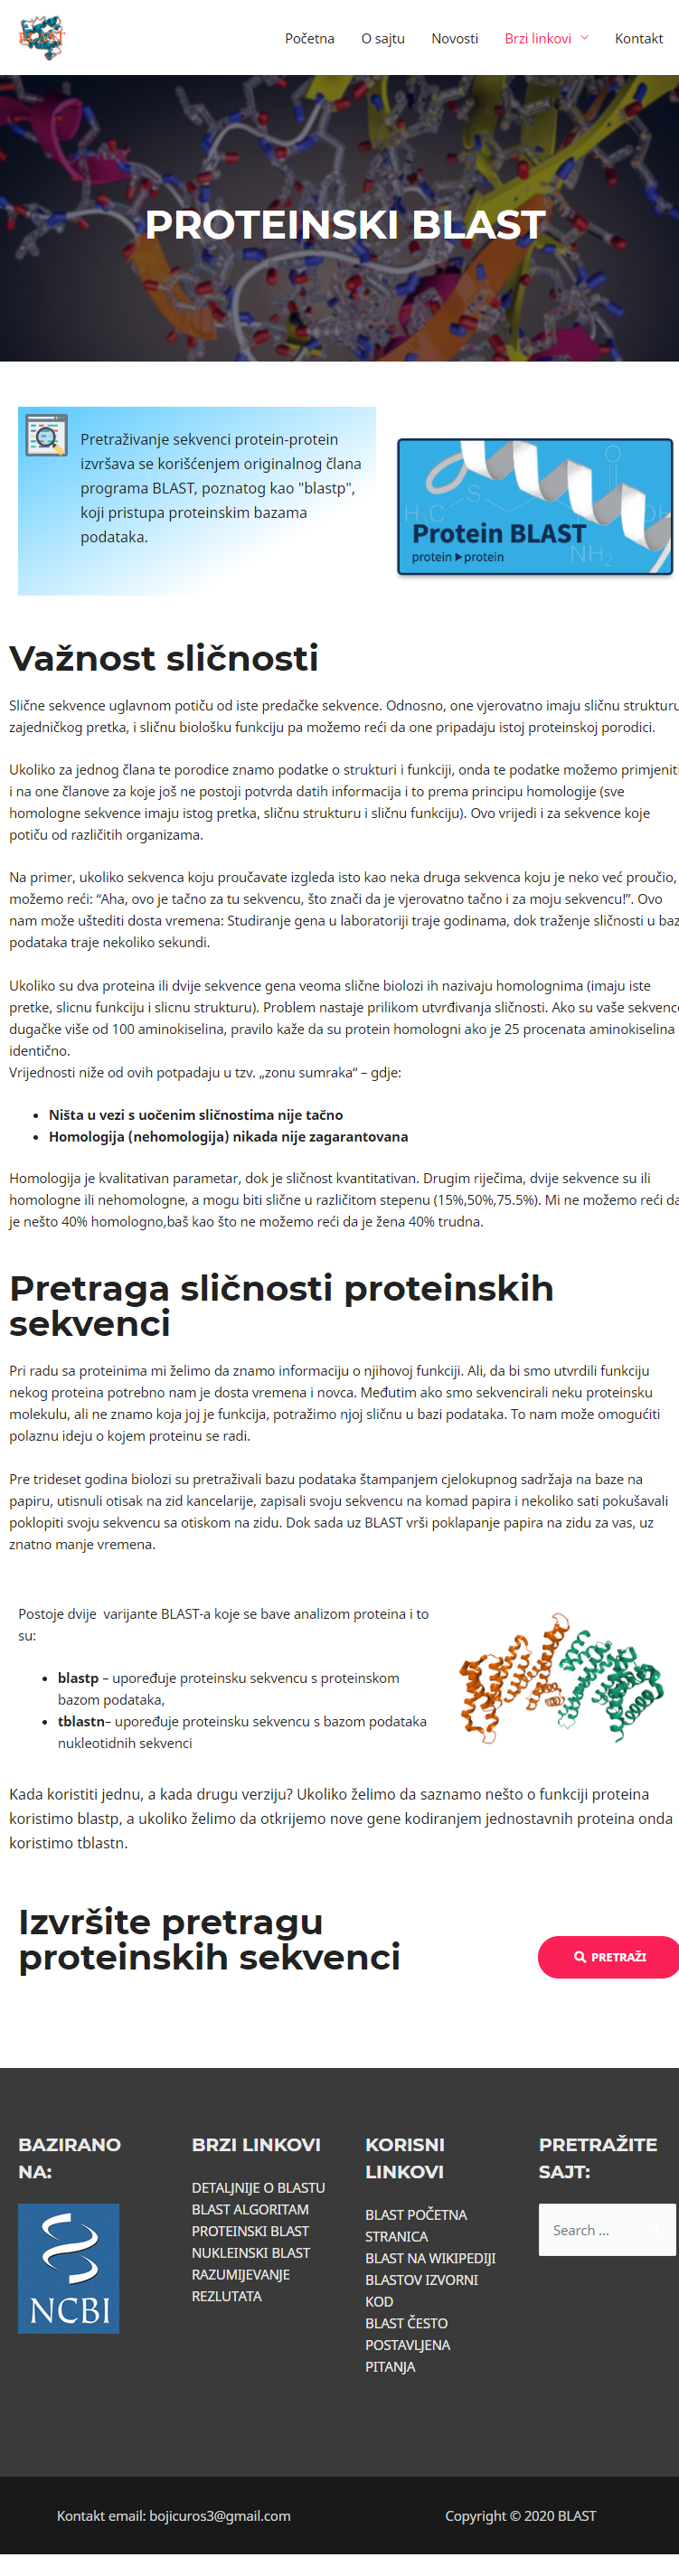 BLAST
Početna
O sajtu
Novosti
Brzi linkovi
Kontakt
PROTEINSKI BLAST
Pretraživanje sekvenci protein-protein
izvršava se korišćenjem originalnog člana
programa BLAST, poznatog kao "blastp",
koji pristupa proteinskim bazama
podataka.
H₃C
S
O
OH
NH₂
Protein BLAST
protein ▶ protein
Važnost sličnosti
Slične sekvence uglavnom potiču od iste predačke sekvence. Odnosno, one vjerovatno imaju sličnu strukturu
zajedničkog pretka, i sličnu biološku funkciju pa možemo reći da one pripadaju istoj proteinskoj porodici.
Ukoliko za jednog člana te porodice znamo podatke o strukturi i funkciji, onda te podatke možemo primjeniti
i na one članove za koje još ne postoji potvrda datih informacija i to prema principu homologije (sve
homologne sekvence imaju istog pretka, sličnu strukturu i sličnu funkciju). Ovo vrijedi i za sekvence koje
potiču od različitih organizama.
Na primer, ukoliko sekvenca koju proučavate izgleda isto kao neka druga sekvenca koju je neko već proučio,
možemo reći: “Aha, ovo je tačno za tu sekvencu, što znači da je vjerovatno tačno i za moju sekvencu!”. Ovo
nam može uštediti dosta vremena: Studiranje gena u laboratoriji traje godinama, dok traženje sličnosti u baz
podataka traje nekoliko sekundi.
Ukoliko su dva proteina ili dvije sekvence gena veoma slične biolozi ih nazivaju homolognima (imaju iste
pretke, slicnu funkciju i slicnu strukturu). Problem nastaje prilikom utvrđivanja sličnosti. Ako su vaše sekvence
dugačke više od 100 aminokiselina, pravilo kaže da su protein homologni ako je 25 procenata aminokiselina
identično.
Vrijednosti niže od ovih potpadaju u tzv. „zonu sumraka“ – gdje:
• Ništa u vezi s uočenim sličnostima nije tačno
• Homologija (nehomologija) nikada nije zagarantovana
Homologija je kvalitativan parametar, dok je sličnost kvantitativan. Drugim riječima, dvije sekvence su ili
homologne ili nehomologne, a mogu biti slične u različitom stepenu (15%,50%,75.5%). Mi ne možemo reći da
je nešto 40% homologno,baš kao što ne možemo reći da je žena 40% trudna.
Pretraga sličnosti proteinskih
sekvenci
Pri radu sa proteinima mi želimo da znamo informaciju o njihovoj funkciji. Ali, da bi smo utvrdili funkciju
nekog proteina potrebno nam je dosta vremena i novca. Međutim ako smo sekvencirali neku proteinsku
molekulu, ali ne znamo koja joj je funkcija, potražimo njoj sličnu u bazi podataka. To nam može omogućiti
polaznu ideju o kojem proteinu se radi.
Pre trideset godina biolozi su pretraživali bazu podataka štampanjem cjelokupnog sadržaja na baze na
papiru, utisnuli otisak na zid kancelarije, zapisali svoju sekvencu na komad papira i nekoliko sati pokušavali
poklopiti svoju sekvencu sa otiskom na zidu. Dok sada uz BLAST vrši poklapanje papira na zidu za vas, uz
znatno manje vremena.
Postoje dvije  varijante BLAST-a koje se bave analizom proteina i to
su:
• blastp – upoređuje proteinsku sekvencu s proteinskom
bazom podataka,
• tblastn– upoređuje proteinsku sekvencu s bazom podataka
nukleotidnih sekvenci
Kada koristiti jednu, a kada drugu verziju? Ukoliko želimo da saznamo nešto o funkciji proteina
koristimo blastp, a ukoliko želimo da otkrijemo nove gene kodiranjem jednostavnih proteina onda
koristimo tblastn.
Izvršite pretragu
proteinskih sekvenci
PRETRAŽI
BAZIRANO
NA:
NCBI
BRZI LINKOVI
DETALJNIJE O BLASTU
BLAST ALGORITAM
PROTEINSKI BLAST
NUKLEINSKI BLAST
RAZUMIJEVANJE
REZLUTATA
KORISNI
LINKOVI
BLAST POČETNA
STRANICA
BLAST NA WIKIPEDIJI
BLASTOV IZVORNI
KOD
BLAST ČESTO
POSTAVLJENA
PITANJA
PRETRAŽITE
SAJT:
Search ...
Kontakt email: bojicuros3@gmail.com
Copyright © 2020 BLAST